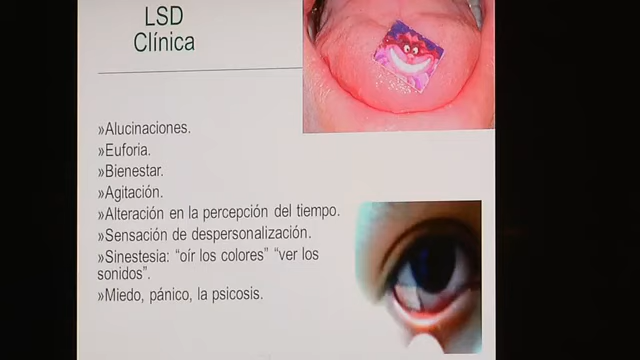 LSD
Clínica
»Alucinaciones.
»Euforia.
»Bienestar.
»Agitación.
»Alteración en la percepción del tiempo.
»Sensación de despersonalización.
»Sinestesia: “oír los colores” “ver los
sonidos”.
»Miedo, pánico, la psicosis.